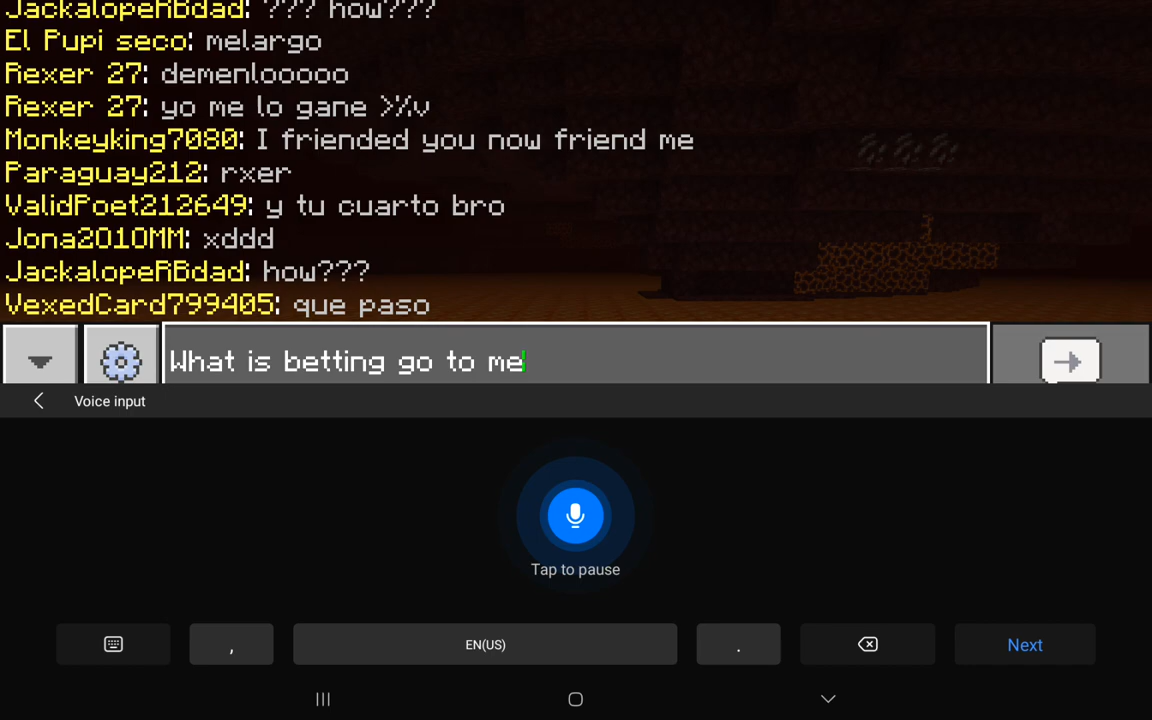 JackalopeRBdad: ??? how???
El Pupi seco: melargo
Rexer 27: demenlooooo
Rexer 27: yo me lo gane >%v
Monkeyking7080: I friended you now friend me
Paraguay212: rxer
ValidPoet212649: y tu cuarto bro
Jona2010MM: xddd
JackalopeRBdad: how???
VexedCard799405: que paso
What is betting go to me
Voice input
Tap to pause
, EN(US) . Next